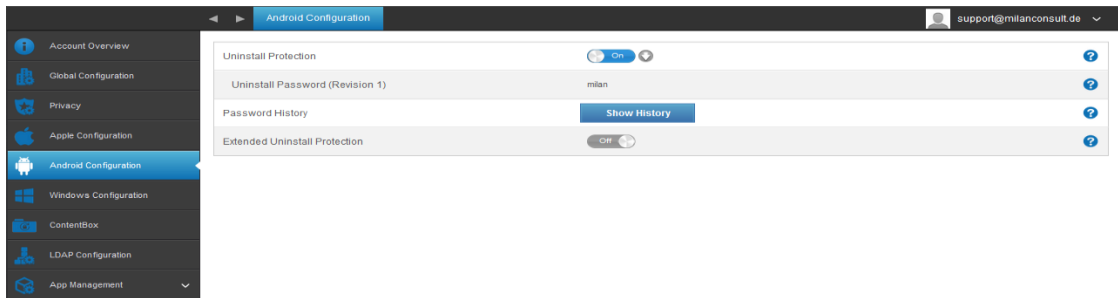 Android Configuration
support@milanconsult.de
Account Overview
Global Configuration
Privacy
Apple Configuration
Android Configuration
Windows Configuration
ContentBox
LDAP Configuration
App Management
Uninstall Protection On
Uninstall Password (Revision 1) milan
Password History Show History
Extended Uninstall Protection Off